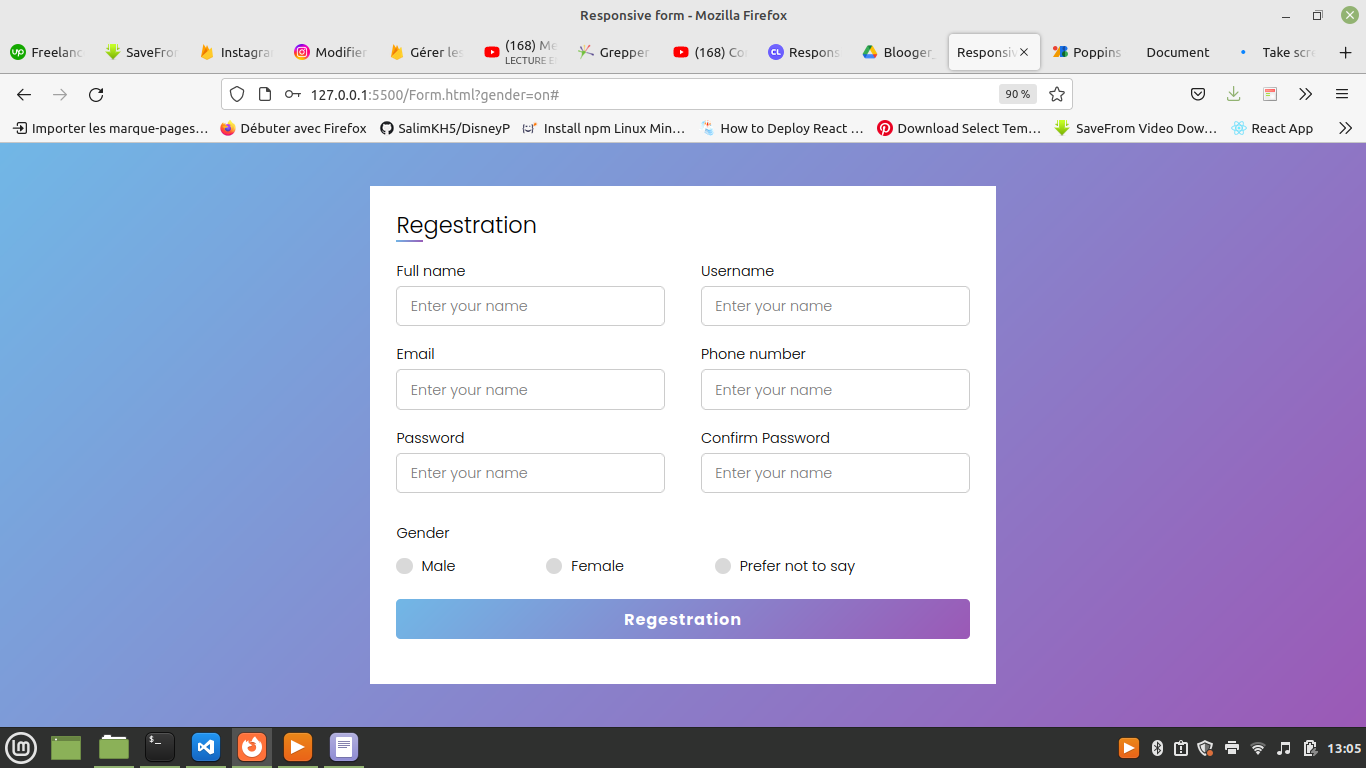 Responsive form - Mozilla Firefox
Freelanc SaveFro Instagra Modifier Gérer les (168) Me Grepper (168) Co Respons Blooger_ Responsiv Poppins Document Take scre
LECTURE E
127.0.0.1:5500/Form.html?gender=on# 90 %
Importer les marque-pages… Débuter avec Firefox SalimKH5/DisneyP Install npm Linux Min… How to Deploy React … Download Select Tem… SaveFrom Video Dow… React App
Regestration
Full name Username
Enter your name Enter your name
Email Phone number
Enter your name Enter your name
Password Confirm Password
Enter your name Enter your name
Gender
Male Female Prefer not to say
Regestration
13:05